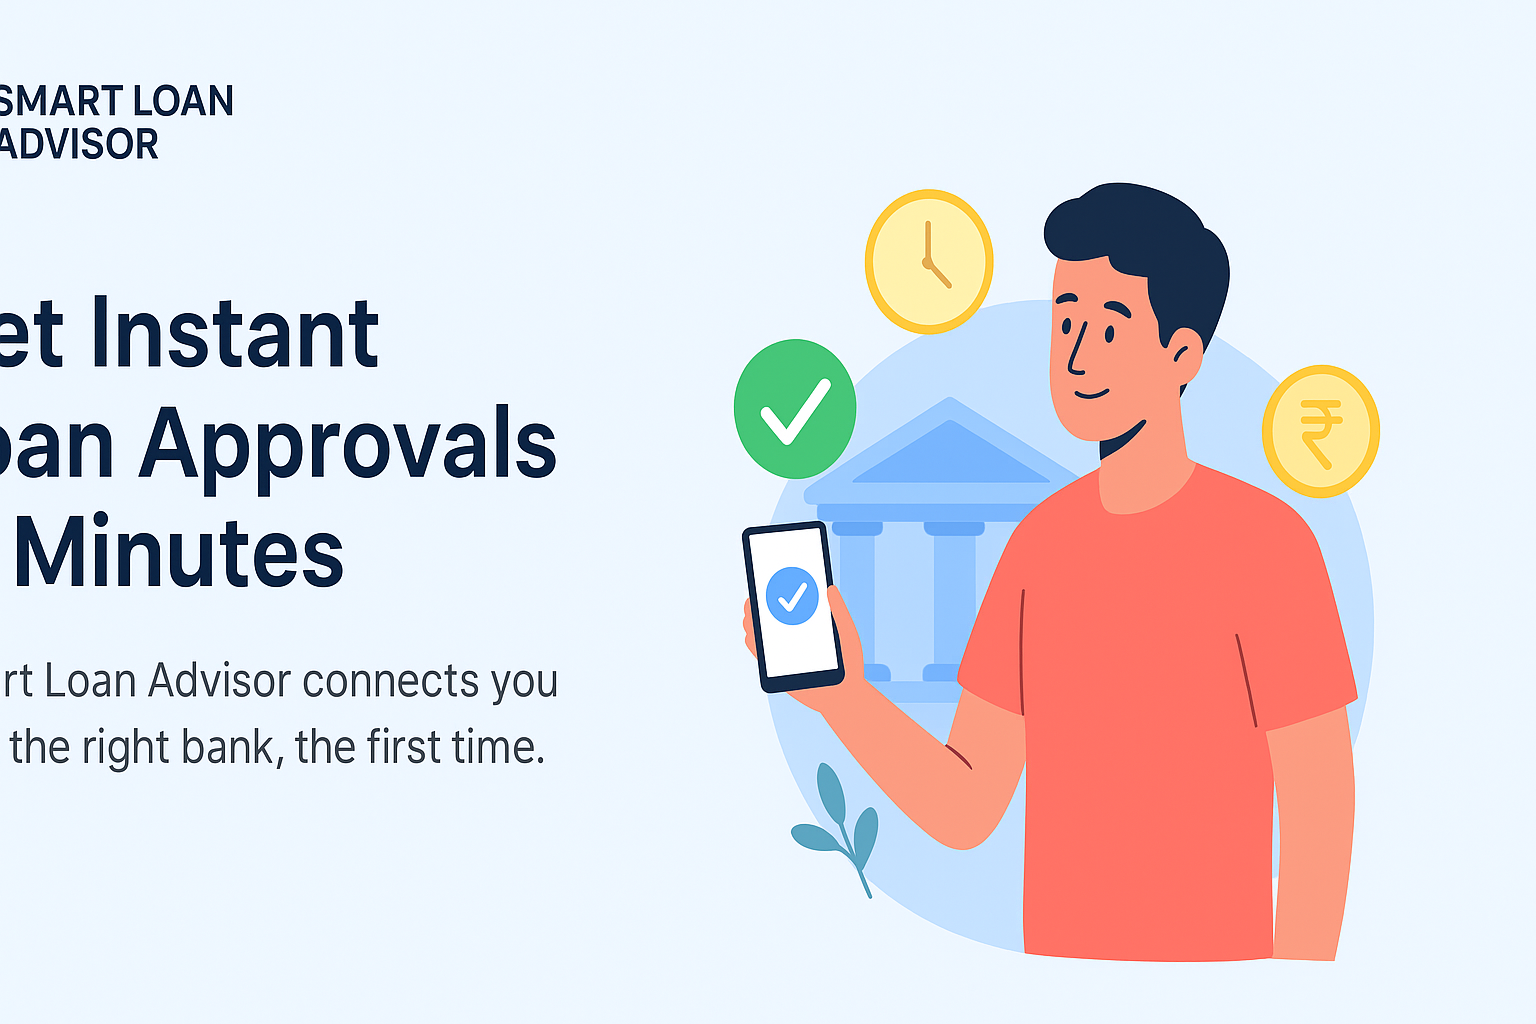 SMART LOAN
ADVISOR
et Instant
oan Approvals
Minutes
rt Loan Advisor connects you
the right bank, the first time.
₹